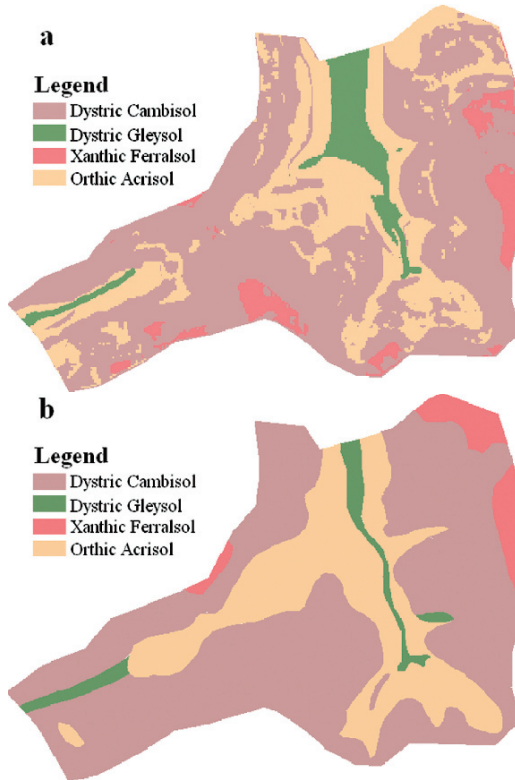 a
Legend
Dystric Cambisol
Dystric Gleysol
Xanthic Ferralsol
Orthic Acrisol
b
Legend
Dystric Cambisol
Dystric Gleysol
Xanthic Ferralsol
Orthic Acrisol